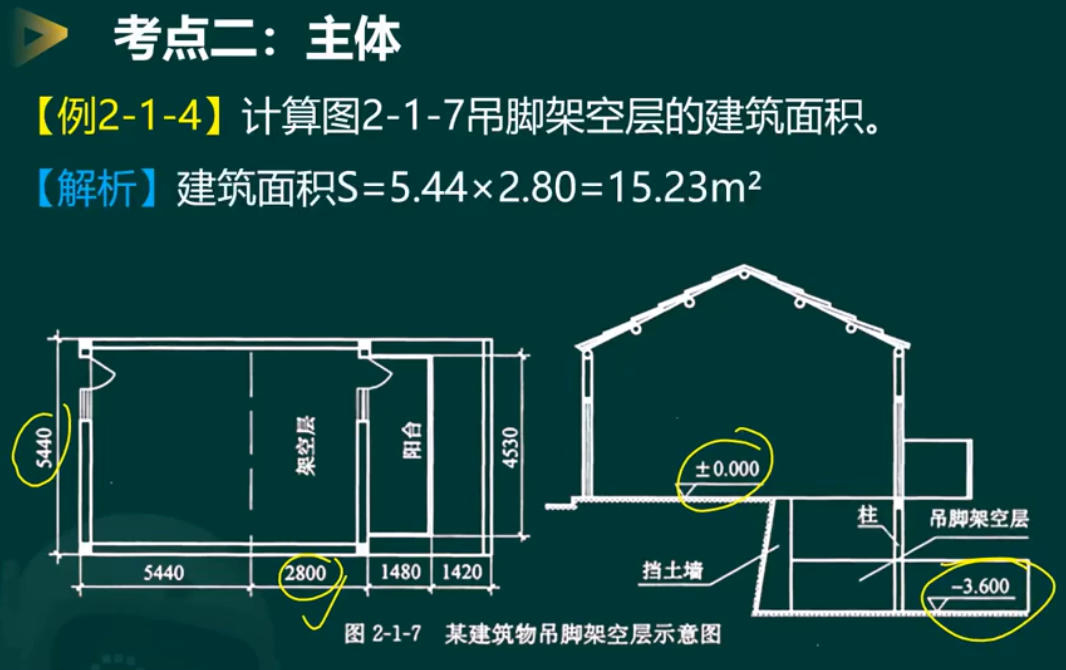 考点二：主体
【例2-1-4】计算图2-1-7吊脚架空层的建筑面积。
【解析】建筑面积S=5.44×2.80=15.23m²
5440
架空层
阳台
4530
5440
2800
1480
1420
±0.000
柱
吊脚架空层
挡土墙
-3.600
图 2-1-7 某建筑物吊脚架空层示意图